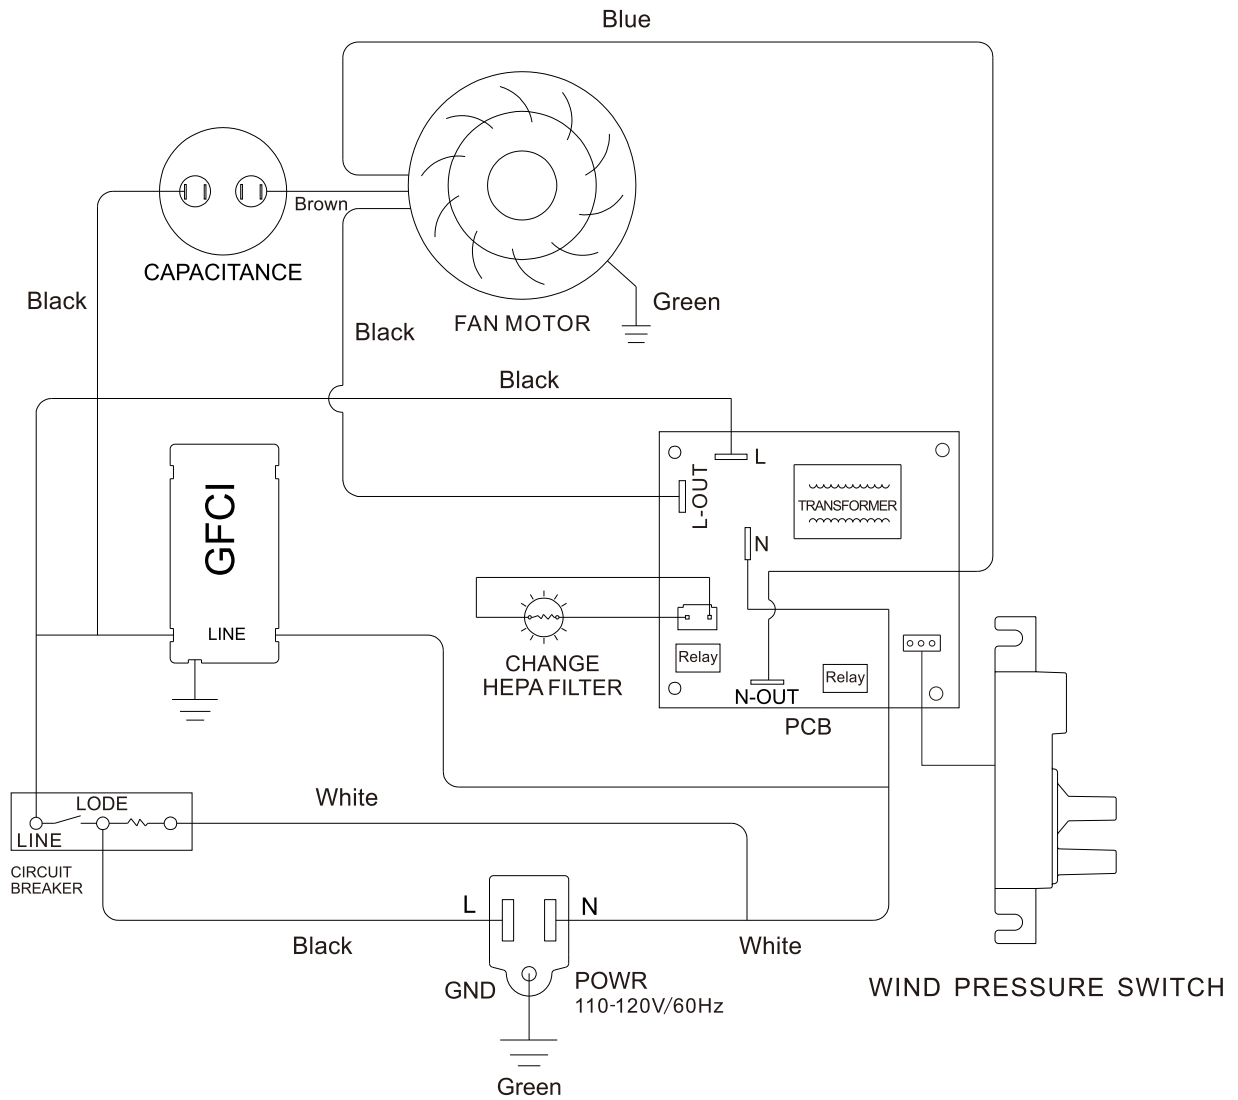 Blue
Brown
CAPACITANCE
Black
FAN MOTOR
Green
Black
Black
L
L-OUT
TRANSFORMER
N
GFCI
LINE
CHANGE
HEPA FILTER
Relay
Relay
N-OUT
PCB
White
LODE
LINE
CIRCUIT
BREAKER
L
N
Black
White
GND
POWR
110-120V/60Hz
WIND PRESSURE SWITCH
Green